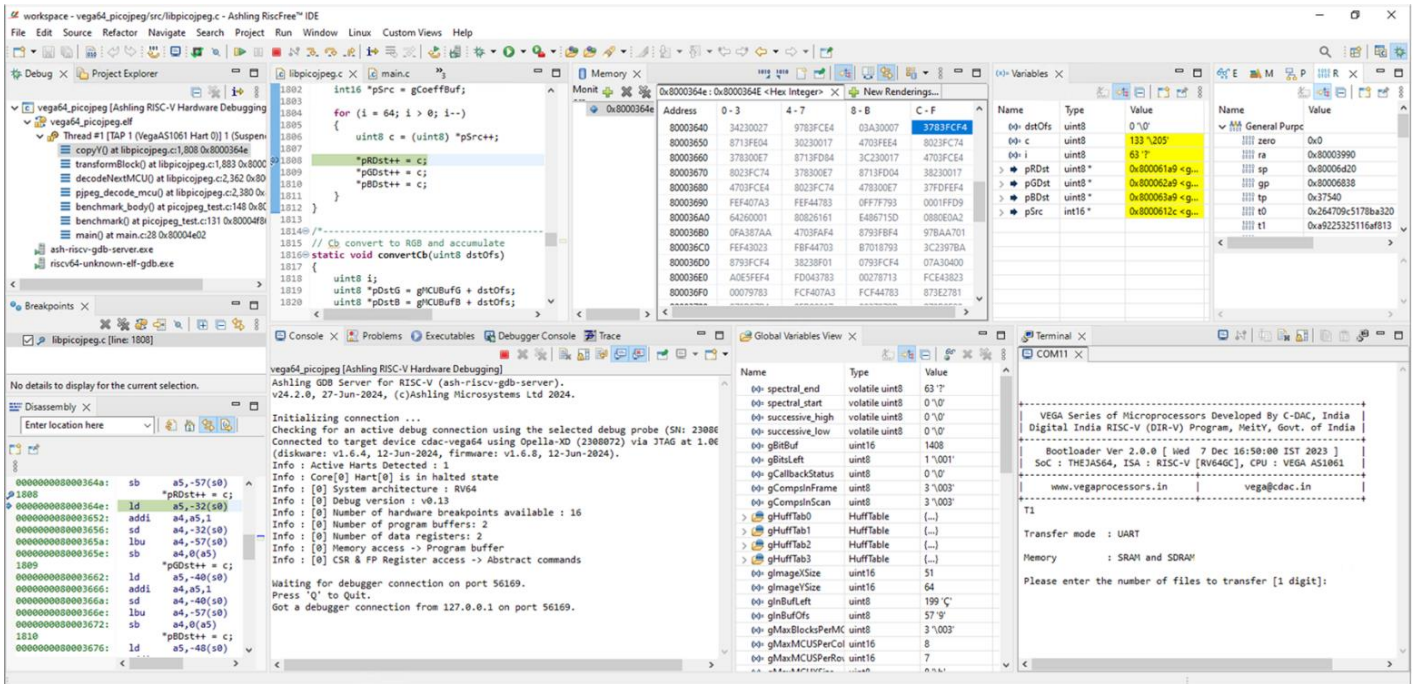 workspace - vega64_picojpeg/src/libpicojpeg.c - Ashling RiscFree™ IDE
File Edit Source Refactor Navigate Search Project Run Window Linux Custom Views Help
Debug Project Explorer
vega64_picojpeg [Ashling RISC-V Hardware Debugging
vega64_picojpeg.elf
Thread #1 [TAP 1 (VegaAS1061 Hart 0)] 1 (Suspen
copyY() at libpicojpeg.c:1,808 0x8000364e
transformBlock() at libpicojpeg.c:1,883 0x8000
decodeNextMCU() at libpicojpeg.c:2,362 0x80
pjpeg_decode_mcu() at libpicojpeg.c:2,380 0x
benchmark_body() at picojpeg_test.c:148 0x80
benchmark() at picojpeg_test.c:131 0x80004f8
main() at main.c:28 0x80004e02
ash-riscv-gdb-server.exe
riscv64-unknown-elf-gdb.exe
Breakpoints
libpicojpeg.c [line: 1808]
No details to display for the current selection.
Disassembly
Enter location here
000000008000364a: sb a5,-57(s0)
1808 *pRDst++ = c;
000000008000364e: ld a5,-32(s0)
0000000080003652: addi a4,a5,1
0000000080003656: sd a4,-32(s0)
000000008000365a: lbu a4,-57(s0)
000000008000365e: sb a4,0(a5)
1809 *pGDst++ = c;
0000000080003662: ld a5,-40(s0)
0000000080003666: addi a4,a5,1
000000008000366a: sd a4,-40(s0)
000000008000366e: lbu a4,-57(s0)
0000000080003672: sb a4,0(a5)
1810 *pBDst++ = c;
0000000080003676: ld a5,-48(s0)
libpicojpeg.c main.c
1802 int16 *pSrc = gCoeffBuf;
1803
1804 for (i = 64; i > 0; i--)
1805 {
1806 uint8 c = (uint8) *pSrc++;
1807
1808 *pRDst++ = c;
1809 *pGDst++ = c;
1810 *pBDst++ = c;
1811 }
1812 }
1813
1814 /*----------------------------
1815 // Cb convert to RGB and accumulate
1816 static void convertCb(uint8 dstOfs)
1817 {
1818 uint8 i;
1819 uint8 *pDstG = gMCUBufG + dstOfs;
1820 uint8 *pDstB = gMCUBufB + dstOfs;
Memory
Monit 0x8000364e : 0x8000364E <Hex Integer> New Renderings...
0x8000364e
Address 0 - 3 4 - 7 8 - B C - F
80003640 34230027 9783FCE4 03A30007 3783FCF4
80003650 8713FE04 30230017 4703FEE4 8023FC74
80003660 378300E7 8713FD84 3C230017 4703FCE4
80003670 8023FC74 378300E7 8713FD04 38230017
80003680 4703FCE4 8023FC74 478300E7 37FDFEF4
80003690 FEF407A3 FEF44783 0FF7F793 0001FFD9
800036A0 64260001 80826161 E486715D 0880E0A2
800036B0 0FA387AA 4703FAF4 8793FBF4 97BAA701
800036C0 FEF43023 FBF44703 B7018793 3C2397BA
800036D0 8793FCF4 38238F01 0793FCF4 07A30400
800036E0 A0E5FEF4 FD043783 00278713 FCE43823
800036F0 00079783 FCF407A3 FCF44783 873E2781
Variables
Name Type Value
dstOfs uint8 0 '\0'
c uint8 133 '\205'
i uint8 63 '?'
pRDst uint8 * 0x800061a9 <g...
pGDst uint8 * 0x800062a9 <g...
pBDst uint8 * 0x800063a9 <g...
pSrc int16 * 0x8000612c <g...
E M P R
Name Value
General Purpc
zero 0x0
ra 0x80003990
sp 0x80006d20
gp 0x80006838
tp 0x37540
t0 0x264709c5178ba320
t1 0xa9225325116af813
Console Problems Executables Debugger Console Trace
vega64_picojpeg [Ashling RISC-V Hardware Debugging]
Ashling GDB Server for RISC-V (ash-riscv-gdb-server).
v24.2.0, 27-Jun-2024, (c)Ashling Microsystems Ltd 2024.
Initializing connection ...
Checking for an active debug connection using the selected debug probe (SN: 2308
Connected to target device cdac-vega64 using Opella-XD (2308072) via JTAG at 1.00
(diskware: v1.6.4, 12-Jun-2024, firmware: v1.6.8, 12-Jun-2024).
Info : Active Harts Detected : 1
Info : Core[0] Hart[0] is in halted state
Info : [0] System architecture : RV64
Info : [0] Debug version : v0.13
Info : [0] Number of hardware breakpoints available : 16
Info : [0] Number of program buffers: 2
Info : [0] Number of data registers: 2
Info : [0] Memory access -> Program buffer
Info : [0] CSR & FP Register access -> Abstract commands
Waiting for debugger connection on port 56169.
Press 'Q' to Quit.
Got a debugger connection from 127.0.0.1 on port 56169.
Global Variables View
Name Type Value
spectral_end volatile uint8 63 '?'
spectral_start volatile uint8 0 '\0'
successive_high volatile uint8 0 '\0'
successive_low volatile uint8 0 '\0'
gBitBuf uint16 1408
gBitsLeft uint8 1 '\001'
gCallbackStatus uint8 0 '\0'
gCompsInFrame uint8 3 '\003'
gCompsInScan uint8 3 '\003'
gHuffTab0 HuffTable {...}
gHuffTab1 HuffTable {...}
gHuffTab2 HuffTable {...}
gHuffTab3 HuffTable {...}
gImageXSize uint16 51
gImageYSize uint16 64
gInBufLeft uint8 199 'Ç'
gInBufOfs uint8 57 '9'
gMaxBlocksPerMC uint8 3 '\003'
gMaxMCUSPerCol uint16 8
gMaxMCUSPerRov uint16 7
Terminal
COM11
VEGA Series of Microprocessors Developed By C-DAC, India
Digital India RISC-V (DIR-V) Program, MeitY, Govt. of India
Bootloader Ver 2.0.0 [ Wed 7 Dec 16:50:00 IST 2023 ]
SoC : THEJAS64, ISA : RISC-V [RV64GC], CPU : VEGA AS1061
www.vegaprocessors.in | vega@cdac.in
T1
Transfer mode : UART
Memory : SRAM and SDRAM
Please enter the number of files to transfer [1 digit]: